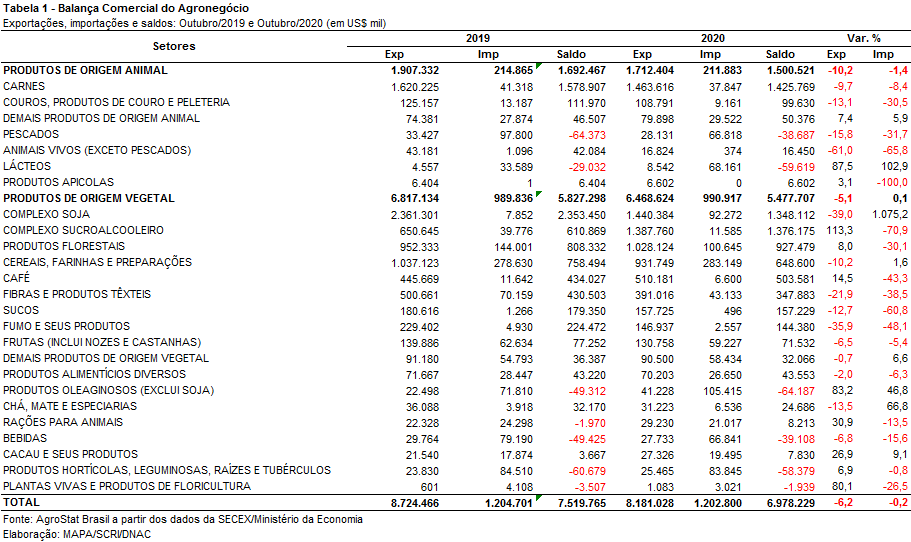 Tabela 1 - Balança Comercial do Agronegócio
Exportações, importações e saldos: Outubro/2019 e Outubro/2020 (em US$ mil)
Setores 2019 2020 Var. %
Exp Imp Saldo Exp Imp Saldo Exp Imp
PRODUTOS DE ORIGEM ANIMAL 1.907.332 214.865 1.692.467 1.712.404 211.883 1.500.521 -10,2 -1,4
CARNES 1.620.225 41.318 1.578.907 1.463.616 37.847 1.425.769 -9,7 -8,4
COUROS, PRODUTOS DE COURO E PELETERIA 125.157 13.187 111.970 108.791 9.161 99.630 -13,1 -30,5
DEMAIS PRODUTOS DE ORIGEM ANIMAL 74.381 27.874 46.507 79.898 29.522 50.376 7,4 5,9
PESCADOS 33.427 97.800 -64.373 28.131 66.818 -38.687 -15,8 -31,7
ANIMAIS VIVOS (EXCETO PESCADOS) 43.181 1.096 42.084 16.824 374 16.450 -61,0 -65,8
LÁCTEOS 4.557 33.589 -29.032 8.542 68.161 -59.619 87,5 102,9
PRODUTOS APICOLAS 6.404 1 6.404 6.602 0 6.602 3,1 -100,0
PRODUTOS DE ORIGEM VEGETAL 6.817.134 989.836 5.827.298 6.468.624 990.917 5.477.707 -5,1 0,1
COMPLEXO SOJA 2.361.301 7.852 2.353.450 1.440.384 92.272 1.348.112 -39,0 1.075,2
COMPLEXO SUCROALCOOLEIRO 650.645 39.776 610.869 1.387.760 11.585 1.376.175 113,3 -70,9
PRODUTOS FLORESTAIS 952.333 144.001 808.332 1.028.124 100.645 927.479 8,0 -30,1
CEREAIS, FARINHAS E PREPARAÇÕES 1.037.123 278.630 758.494 931.749 283.149 648.600 -10,2 1,6
CAFÉ 445.669 11.642 434.027 510.181 6.600 503.581 14,5 -43,3
FIBRAS E PRODUTOS TÊXTEIS 500.661 70.159 430.503 391.016 43.133 347.883 -21,9 -38,5
SUCOS 180.616 1.266 179.350 157.725 496 157.229 -12,7 -60,8
FUMO E SEUS PRODUTOS 229.402 4.930 224.472 146.937 2.557 144.380 -35,9 -48,1
FRUTAS (INCLUI NOZES E CASTANHAS) 139.886 62.634 77.252 130.758 59.227 71.532 -6,5 -5,4
DEMAIS PRODUTOS DE ORIGEM VEGETAL 91.180 54.793 36.387 90.500 58.434 32.066 -0,7 6,6
PRODUTOS ALIMENTÍCIOS DIVERSOS 71.667 28.447 43.220 70.203 26.650 43.553 -2,0 -6,3
PRODUTOS OLEAGINOSOS (EXCLUI SOJA) 22.498 71.810 -49.312 41.228 105.415 -64.187 83,2 46,8
CHÁ, MATE E ESPECIARIAS 36.088 3.918 32.170 31.223 6.536 24.686 -13,5 66,8
RAÇÕES PARA ANIMAIS 22.328 24.298 -1.970 29.230 21.017 8.213 30,9 -13,5
BEBIDAS 29.764 79.190 -49.425 27.733 66.841 -39.108 -6,8 -15,6
CACAU E SEUS PRODUTOS 21.540 17.874 3.667 27.326 19.495 7.830 26,9 9,1
PRODUTOS HORTÍCOLAS, LEGUMINOSAS, RAÍZES E TUBÉRCULOS 23.830 84.510 -60.679 25.465 83.845 -58.379 6,9 -0,8
PLANTAS VIVAS E PRODUTOS DE FLORICULTURA 601 4.108 -3.507 1.083 3.021 -1.939 80,1 -26,5
TOTAL 8.724.466 1.204.701 7.519.765 8.181.028 1.202.800 6.978.229 -6,2 -0,2
Fonte: AgroStat Brasil a partir dos dados da SECEX/Ministério da Economia
Elaboração: MAPA/SCRI/DNAC